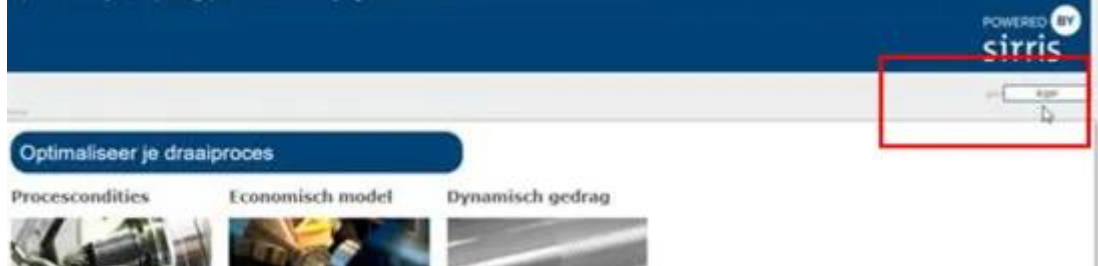 POWERED BY
sirris
Optimaliseer je draaiproces
Procescondities
Economisch model
Dynamisch gedrag